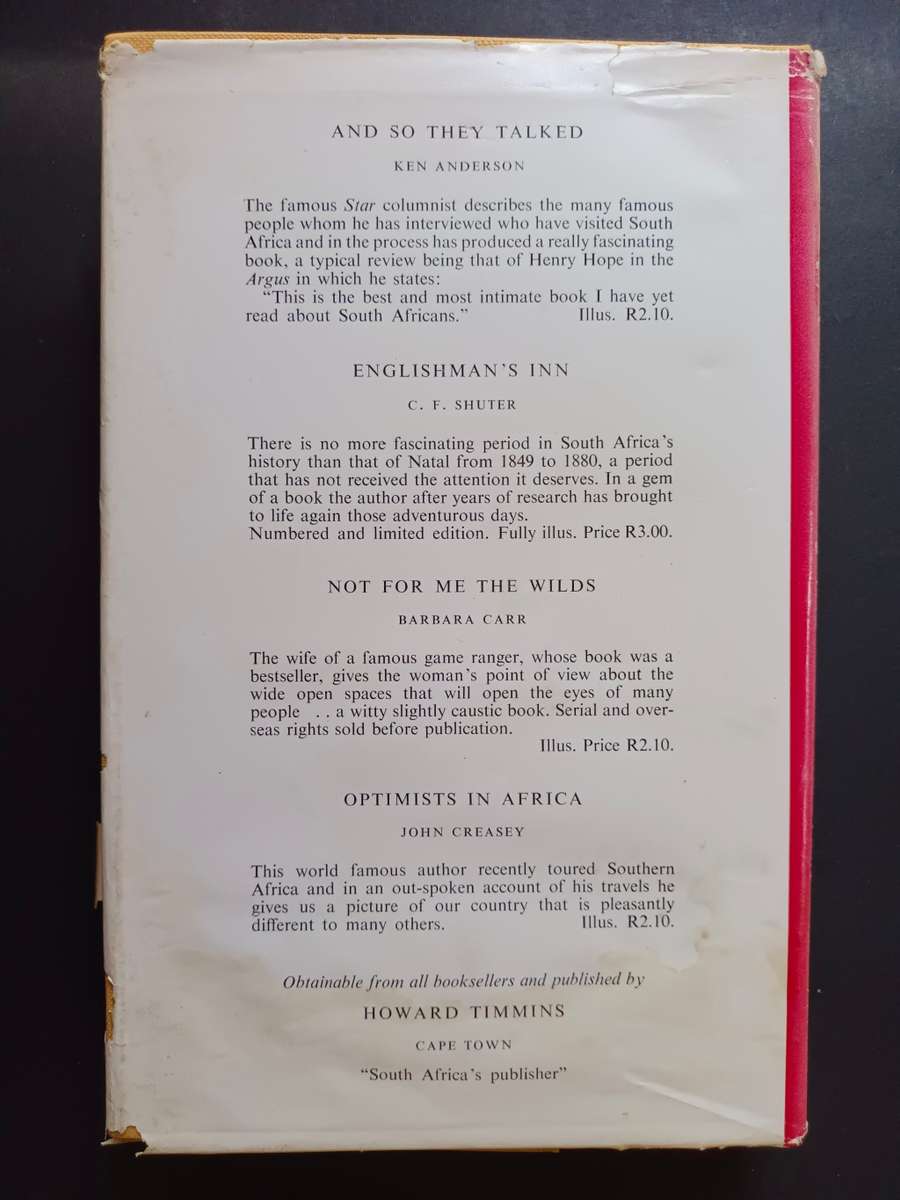 AND SO THEY TALKED
KEN ANDERSON
The famous Star columnist describes the many famous
people whom he has interviewed who have visited South
Africa and in the process has produced a really fascinating
book, a typical review being that of Henry Hope in the
Argus in which he states:
“This is the best and most intimate book I have yet
read about South Africans.” Illus. R2.10.
ENGLISHMAN’S INN
C. F. SHUTER
There is no more fascinating period in South Africa’s
history than that of Natal from 1849 to 1880, a period
that has not received the attention it deserves. In a gem
of a book the author after years of research has brought
to life again those adventurous days.
Numbered and limited edition. Fully illus. Price R3.00.
NOT FOR ME THE WILDS
BARBARA CARR
The wife of a famous game ranger, whose book was a
bestseller, gives the woman’s point of view about the
wide open spaces that will open the eyes of many
people . . a witty slightly caustic book. Serial and over-
seas rights sold before publication.
Illus. Price R2.10.
OPTIMISTS IN AFRICA
JOHN CREASEY
This world famous author recently toured Southern
Africa and in an out-spoken account of his travels he
gives us a picture of our country that is pleasantly
different to many others. Illus. R2.10.
Obtainable from all booksellers and published by
HOWARD TIMMINS
CAPE TOWN
“South Africa’s publisher”